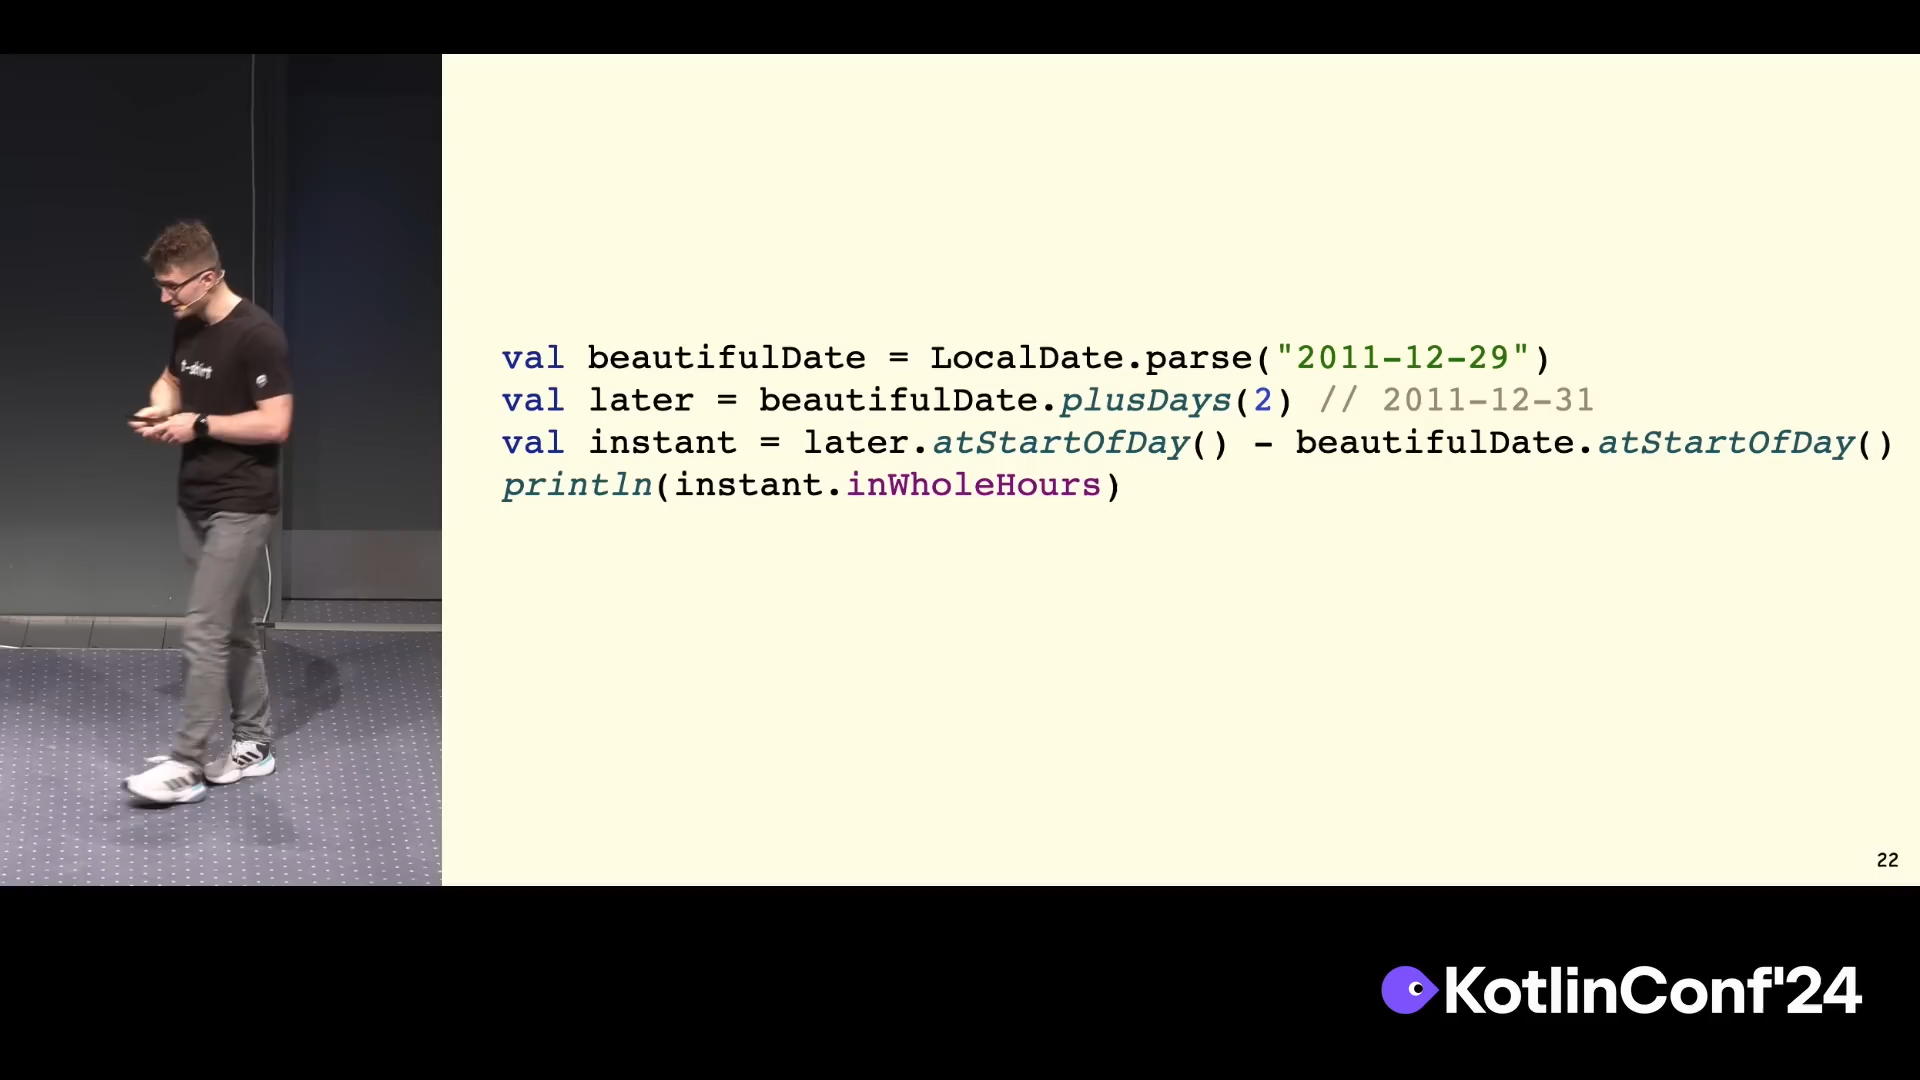 t-shirt
val beautifulDate = LocalDate.parse("2011-12-29")
val later = beautifulDate.plusDays(2) // 2011-12-31
val instant = later.atStartOfDay() - beautifulDate.atStartOfDay()
println(instant.inWholeHours)
22
KotlinConf'24